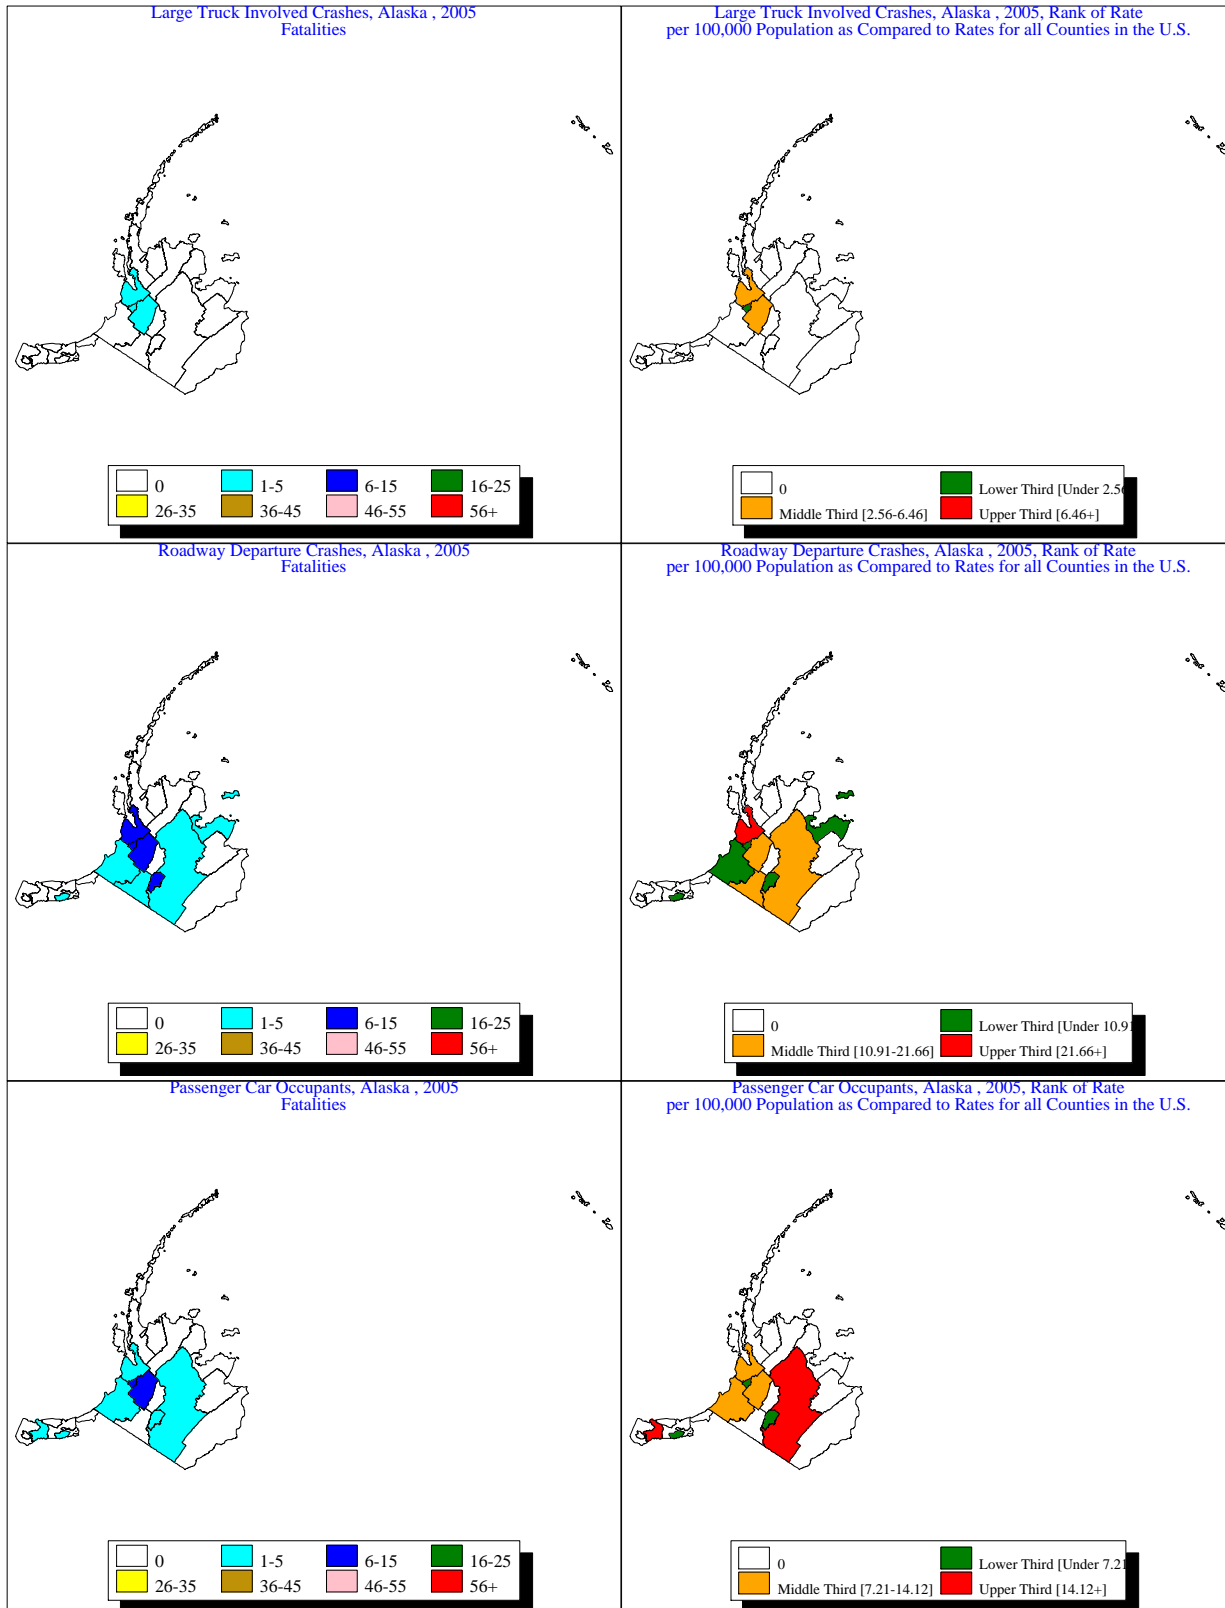 Large Truck Involved Crashes, Alaska , 2005
Fatalities
0
1-5
6-15
16-25
26-35
36-45
46-55
56+
Large Truck Involved Crashes, Alaska , 2005, Rank of Rate
per 100,000 Population as Compared to Rates for all Counties in the U.S.
0
Lower Third [Under 2.56
Middle Third [2.56-6.46]
Upper Third [6.46+]
Roadway Departure Crashes, Alaska , 2005
Fatalities
0
1-5
6-15
16-25
26-35
36-45
46-55
56+
Roadway Departure Crashes, Alaska , 2005, Rank of Rate
per 100,000 Population as Compared to Rates for all Counties in the U.S.
0
Lower Third [Under 10.91
Middle Third [10.91-21.66]
Upper Third [21.66+]
Passenger Car Occupants, Alaska , 2005
Fatalities
0
1-5
6-15
16-25
26-35
36-45
46-55
56+
Passenger Car Occupants, Alaska , 2005, Rank of Rate
per 100,000 Population as Compared to Rates for all Counties in the U.S.
0
Lower Third [Under 7.21
Middle Third [7.21-14.12]
Upper Third [14.12+]